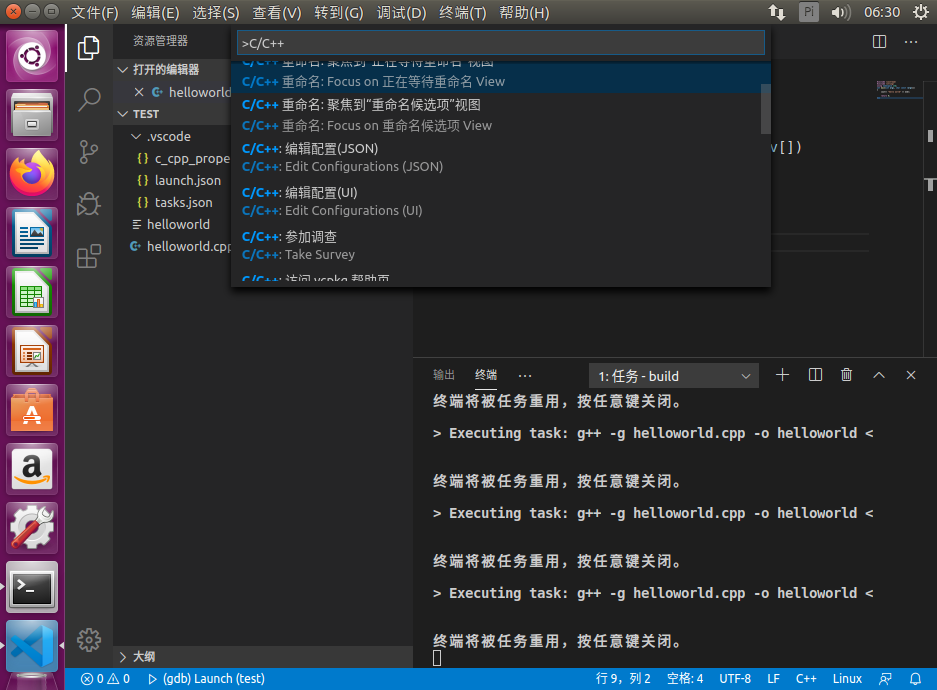 文件(F) 编辑(E) 选择(S) 查看(V) 转到(G) 调试(D) 终端(T) 帮助(H) Pi 06:30
资源管理器
>C/C++
打开的编辑器
helloworld
TEST
.vscode
{} c_cpp_prope
{} launch.json
{} tasks.json
helloworld
helloworld.cpp
C/C++ 重命名: 聚焦到“正在等待重命名”视图
C/C++ 重命名: Focus on 正在等待重命名 View
C/C++ 重命名: 聚焦到“重命名候选项”视图
C/C++ 重命名: Focus on 重命名候选项 View
C/C++: 编辑配置(JSON)
C/C++: Edit Configurations (JSON)
C/C++: 编辑配置(UI)
C/C++: Edit Configurations (UI)
C/C++: 参加调查
C/C++: Take Survey
C/C++: 访问 vcpkg 帮助页
v[])
输出 终端 ··· 1: 任务 - build
终端将被任务重用，按任意键关闭。
> Executing task: g++ -g helloworld.cpp -o helloworld <
终端将被任务重用，按任意键关闭。
> Executing task: g++ -g helloworld.cpp -o helloworld <
终端将被任务重用，按任意键关闭。
> Executing task: g++ -g helloworld.cpp -o helloworld <
终端将被任务重用，按任意键关闭。
大纲
0 0 (gdb) Launch (test) 行 9，列 2 空格: 4 UTF-8 LF C++ Linux